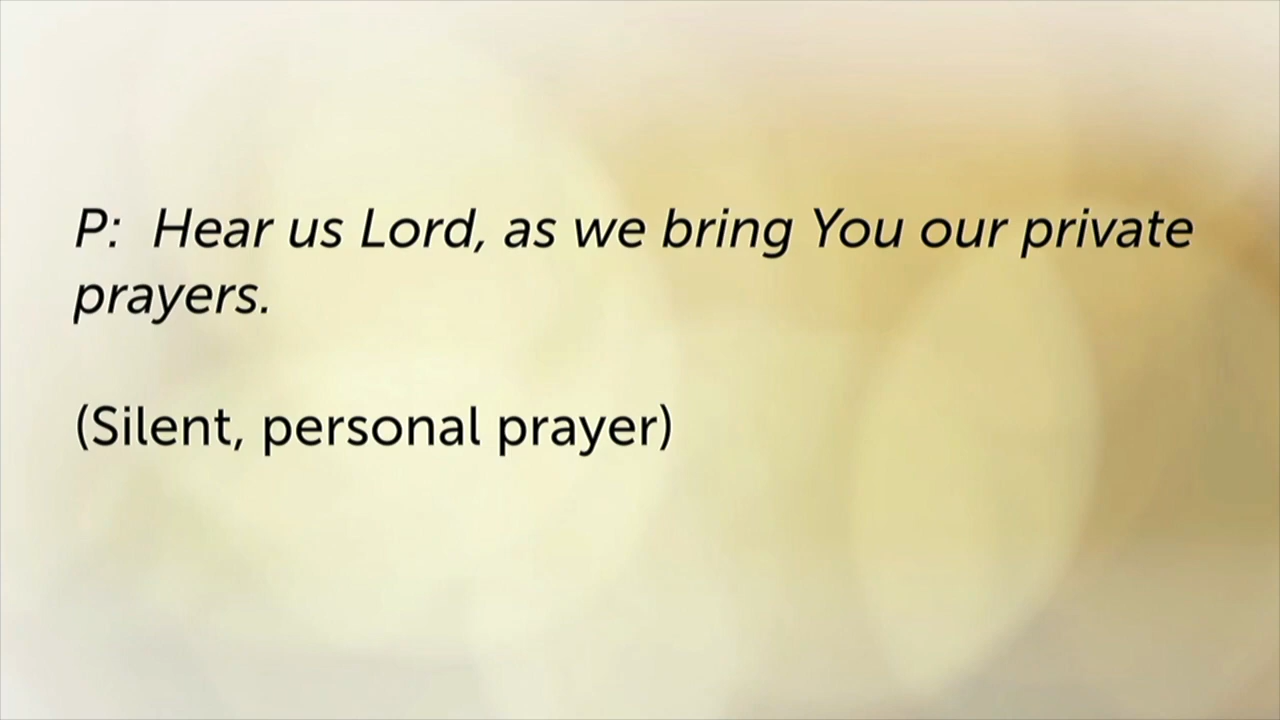 P:  Hear us Lord, as we bring You our private
prayers.
(Silent, personal prayer)